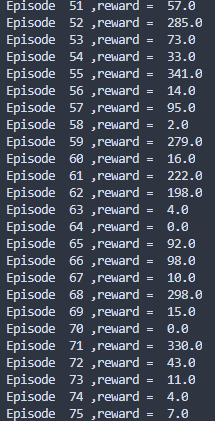 Episode  51 ,reward =  57.0
Episode  52 ,reward =  285.0
Episode  53 ,reward =  73.0
Episode  54 ,reward =  33.0
Episode  55 ,reward =  341.0
Episode  56 ,reward =  14.0
Episode  57 ,reward =  95.0
Episode  58 ,reward =  2.0
Episode  59 ,reward =  279.0
Episode  60 ,reward =  16.0
Episode  61 ,reward =  222.0
Episode  62 ,reward =  198.0
Episode  63 ,reward =  4.0
Episode  64 ,reward =  0.0
Episode  65 ,reward =  92.0
Episode  66 ,reward =  98.0
Episode  67 ,reward =  10.0
Episode  68 ,reward =  298.0
Episode  69 ,reward =  15.0
Episode  70 ,reward =  0.0
Episode  71 ,reward =  330.0
Episode  72 ,reward =  43.0
Episode  73 ,reward =  11.0
Episode  74 ,reward =  4.0
Episode  75 ,reward =  7.0